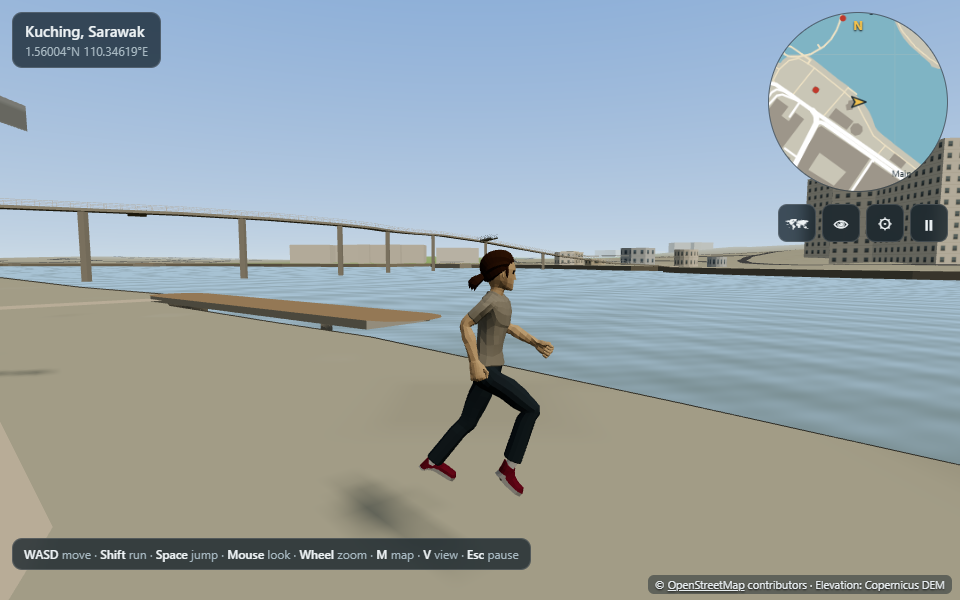 Kuching, Sarawak
1.56004°N 110.34619°E
N
Main
WASD move · Shift run · Space jump · Mouse look · Wheel zoom · M map · V view · Esc pause
© OpenStreetMap contributors · Elevation: Copernicus DEM